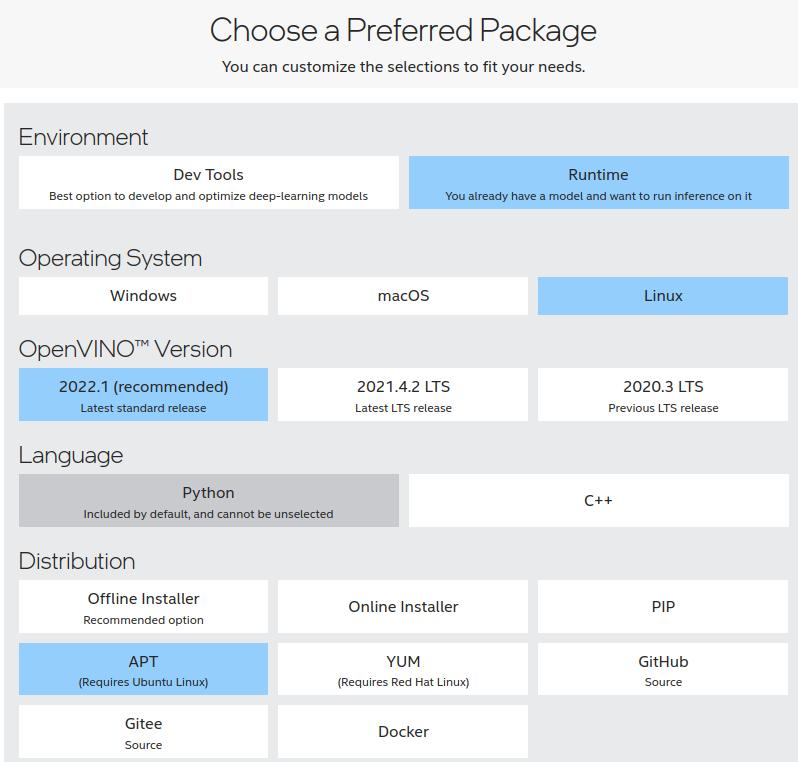 Choose a Preferred Package
You can customize the selections to fit your needs.
Environment
Dev Tools
Best option to develop and optimize deep-learning models
Runtime
You already have a model and want to run inference on it
Operating System
Windows
macOS
Linux
OpenVINO™ Version
2022.1 (recommended)
Latest standard release
2021.4.2 LTS
Latest LTS release
2020.3 LTS
Previous LTS release
Language
Python
Included by default, and cannot be unselected
C++
Distribution
Offline Installer
Recommended option
Online Installer
PIP
APT
(Requires Ubuntu Linux)
YUM
(Requires Red Hat Linux)
GitHub
Source
Gitee
Source
Docker